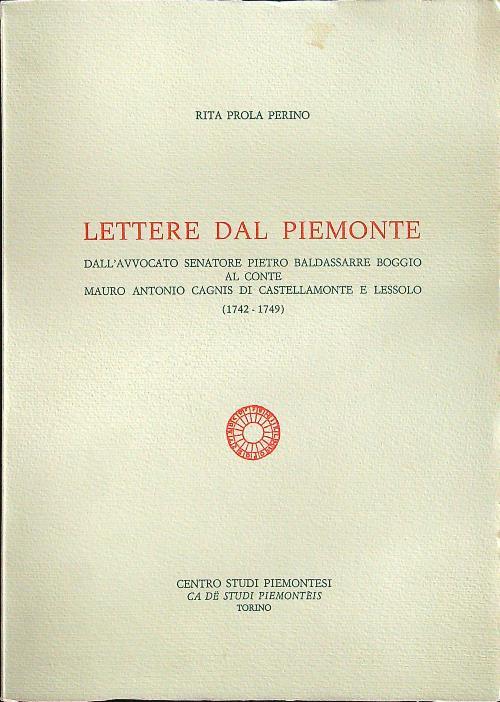 RITA PROLA PERINO
LETTERE DAL PIEMONTE
DALL'AVVOCATO SENATORE PIETRO BALDASSARRE BOGGIO
AL CONTE
MAURO ANTONIO CAGNIS DI CASTELLAMONTE E LESSOLO
(1742 - 1749)
CENTRO STUDI PIEMONTESI
CA DË STUDI PIEMONTÈIS
TORINO